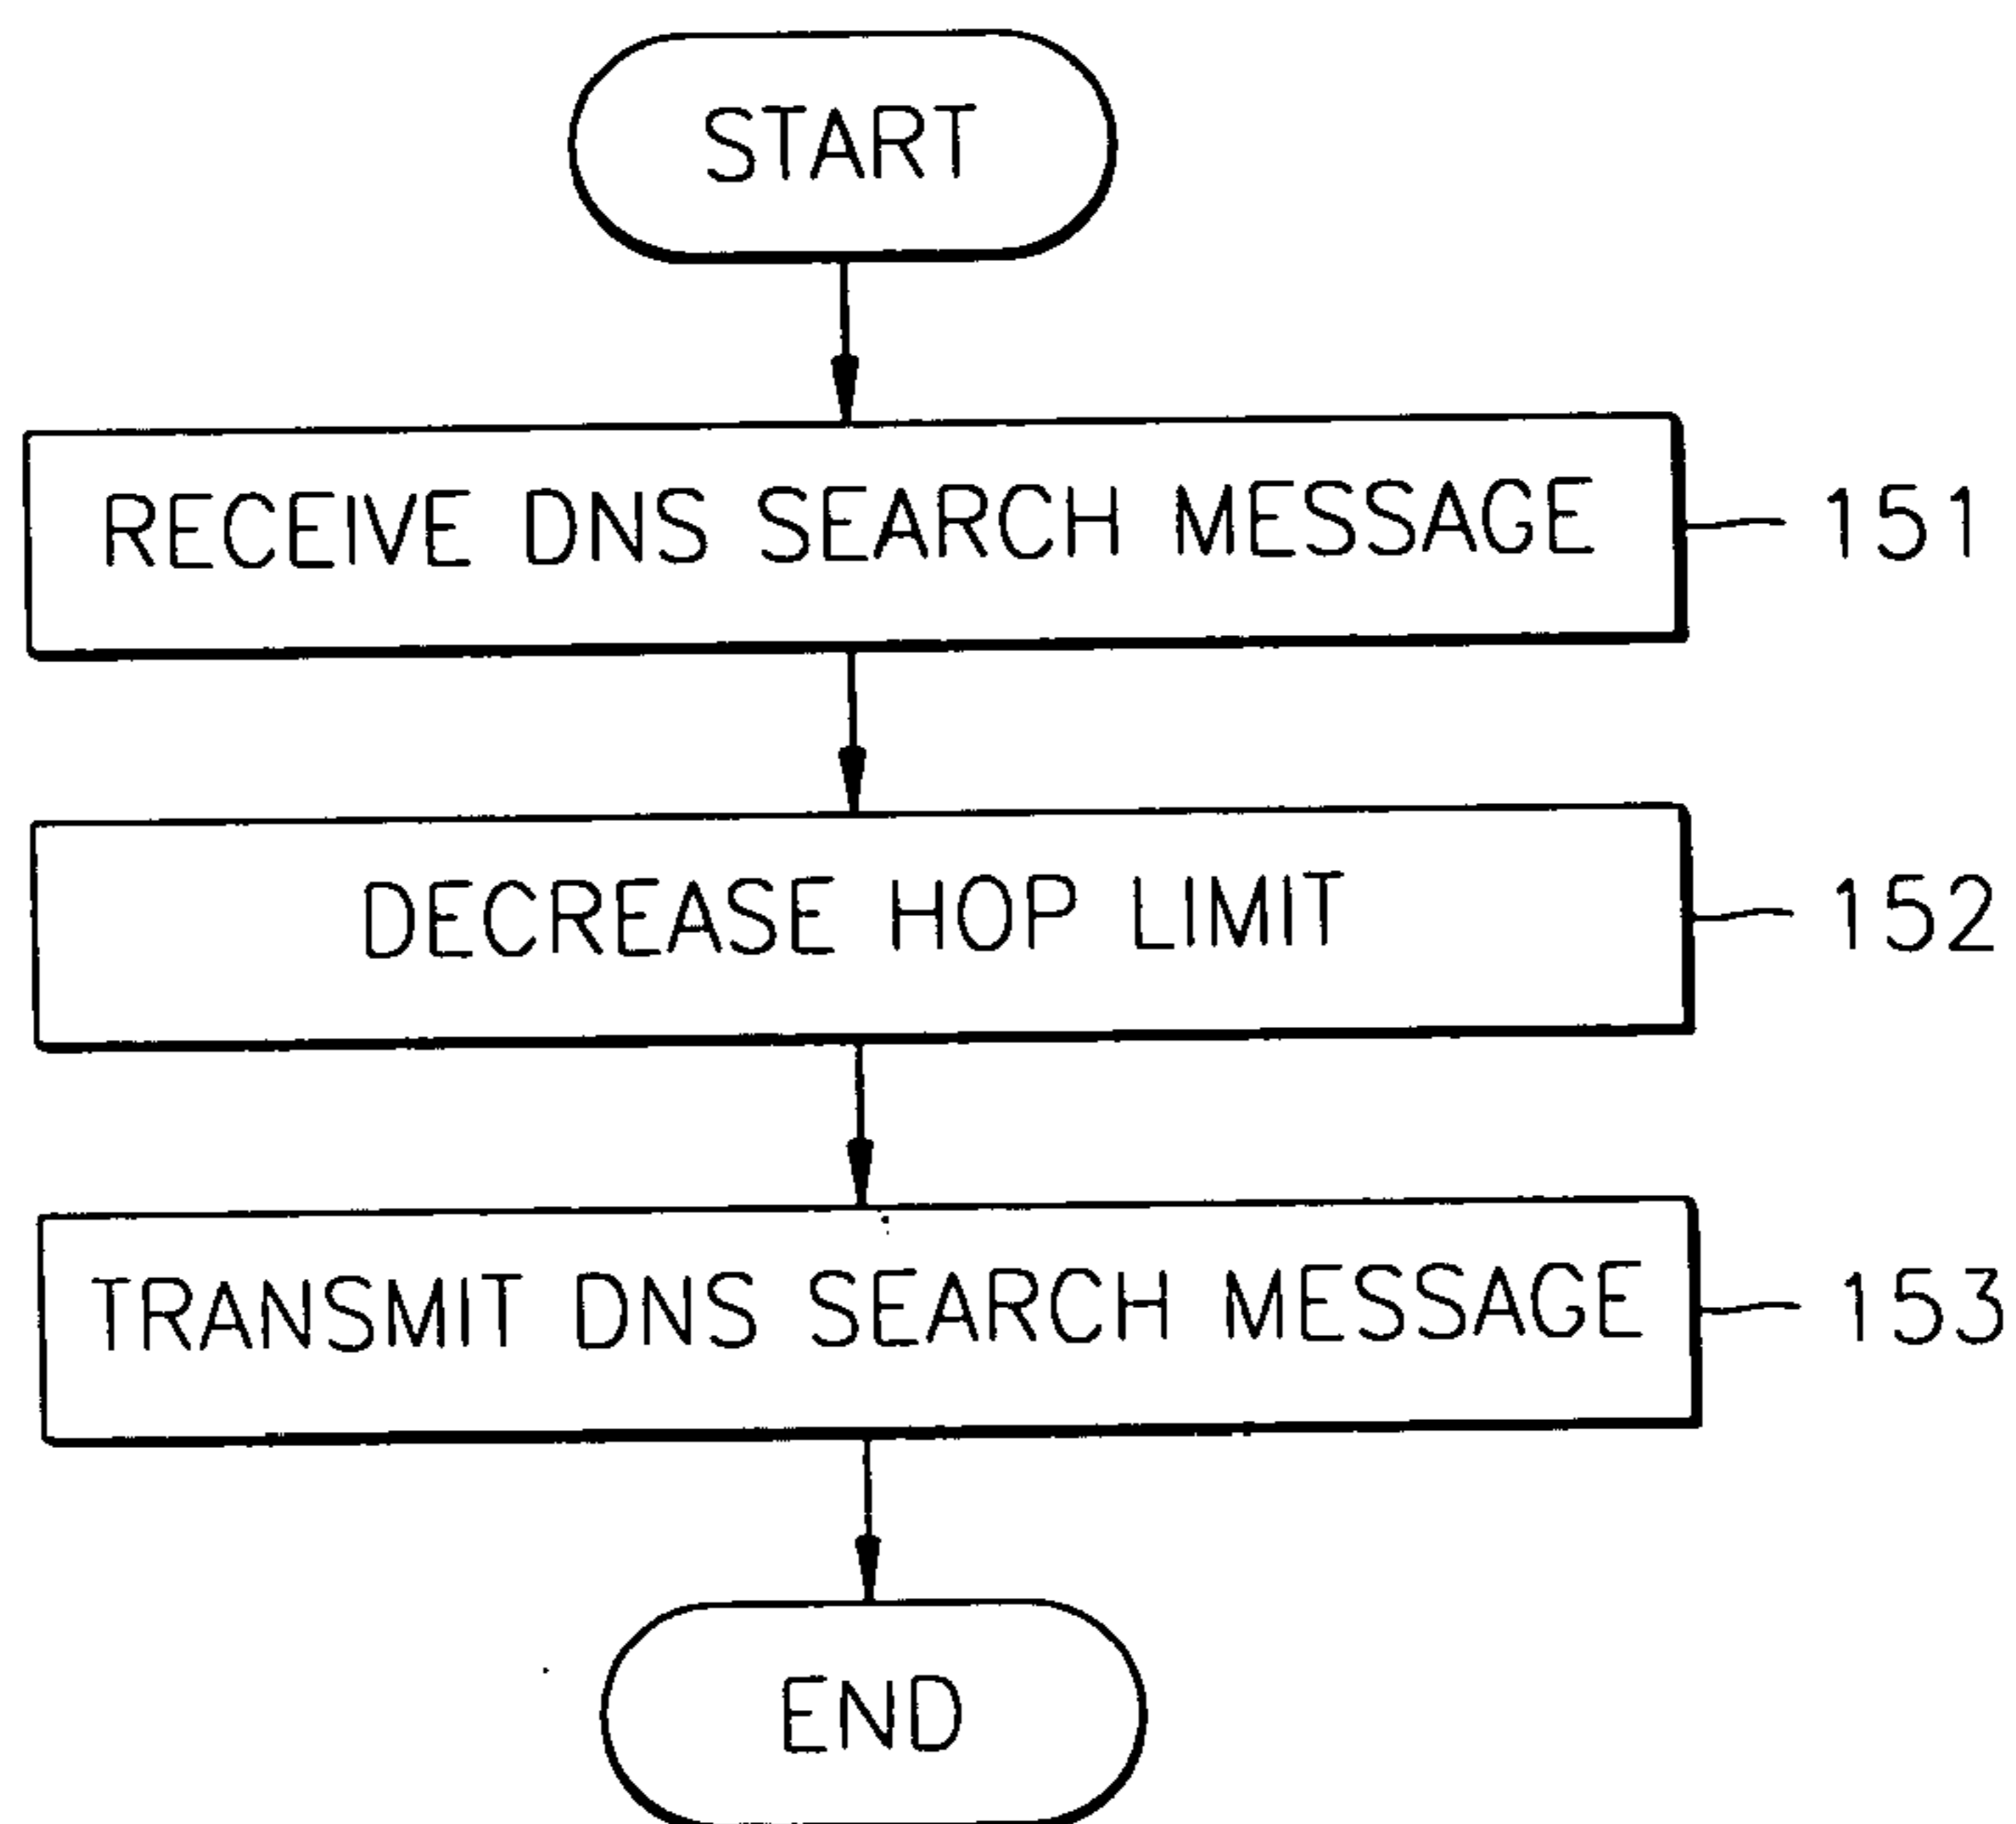 START
RECEIVE DNS SEARCH MESSAGE 151
DECREASE HOP LIMIT 152
TRANSMIT DNS SEARCH MESSAGE 153
END